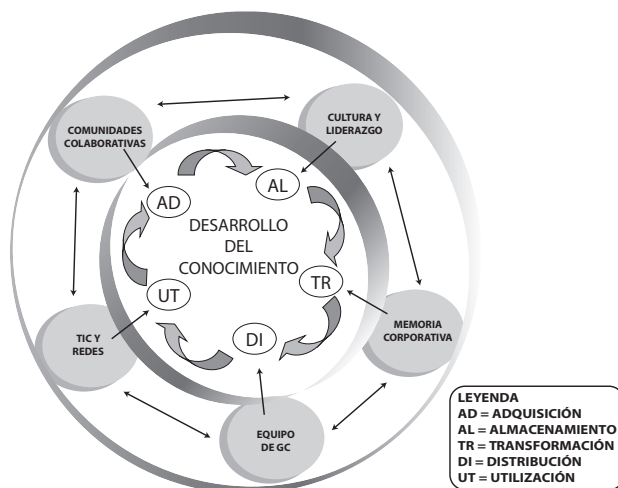 COMUNIDADES
COLABORATIVAS
CULTURA Y
LIDERAZGO
AL
AD
DESARROLLO
DEL
CONOCIMIENTO
TR
UT
DI
MEMORIA
CORPORATIVA
TIC Y
REDES
EQUIPO
DE GC
LEYENDA
AD = ADQUISICIÓN
AL = ALMACENAMIENTO
TR = TRANSFORMACIÓN
DI = DISTRIBUCIÓN
UT = UTILIZACIÓN